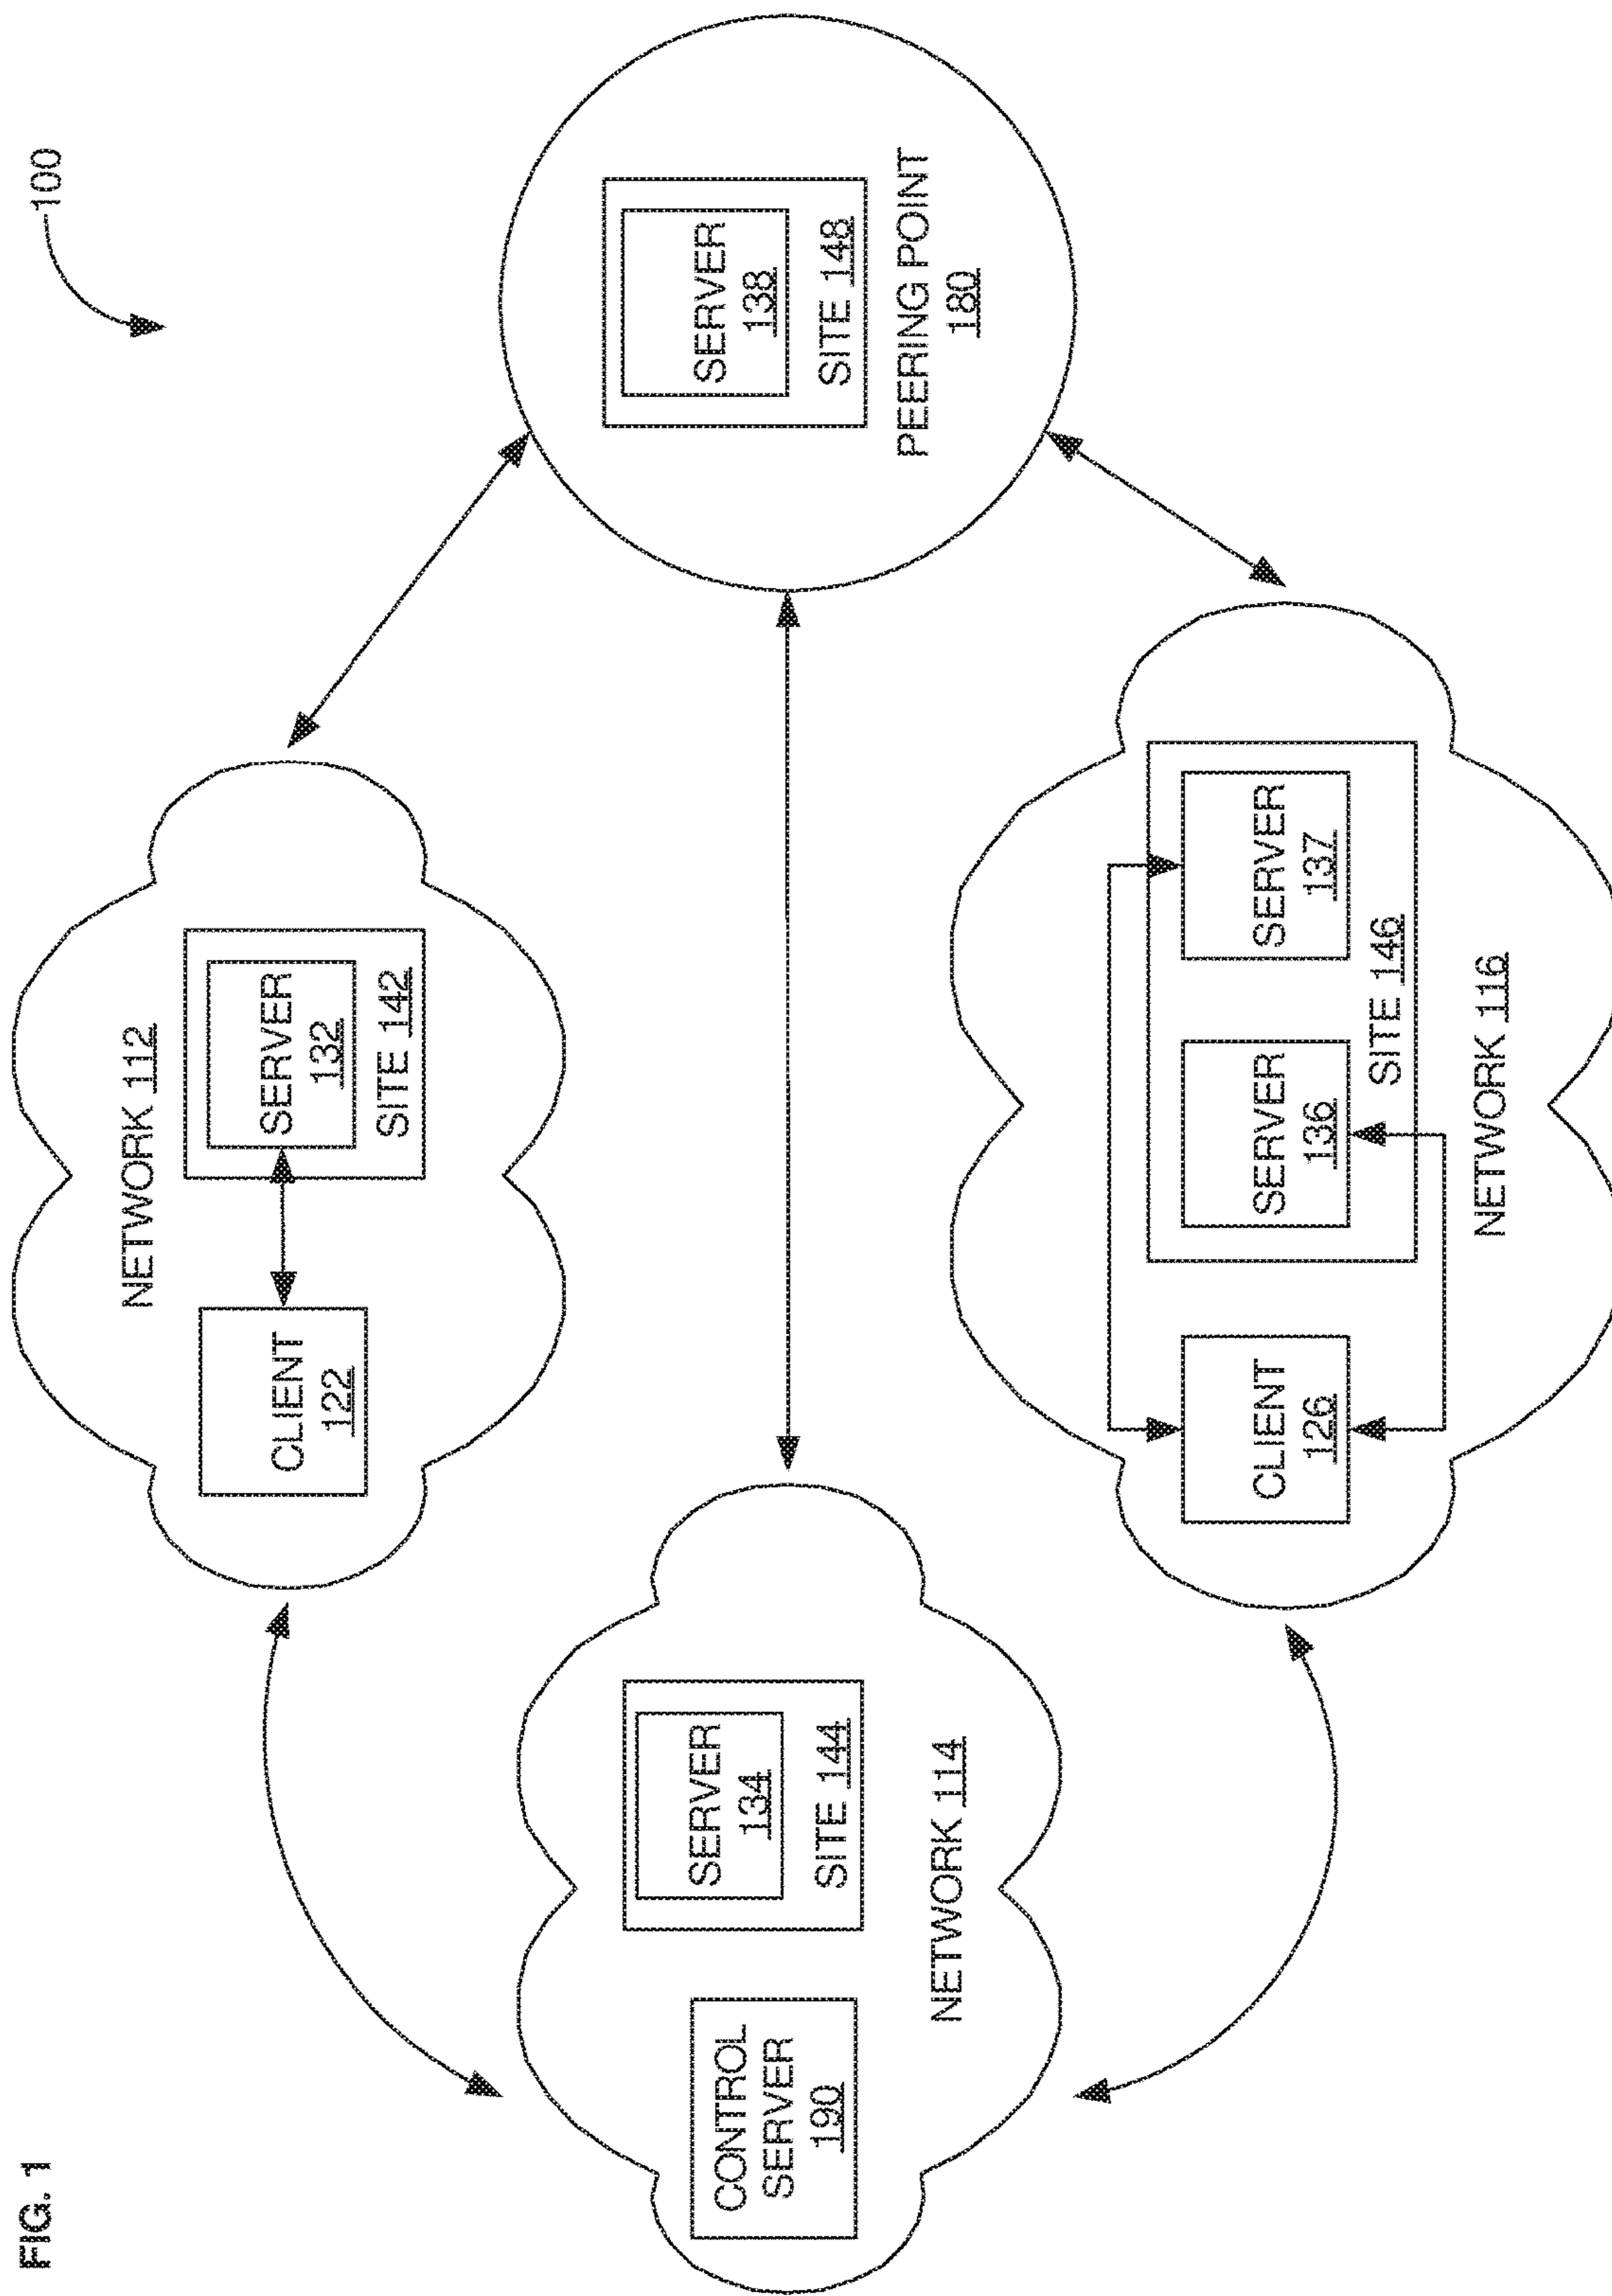 FIG. 1
100
NETWORK 112
CLIENT
122
SERVER
132
SITE 142
CONTROL
SERVER
190
SERVER
134
SITE 144
NETWORK 114
SERVER
138
SITE 148
PEERING POINT
180
CLIENT
126
SERVER
136
SERVER
137
SITE 146
NETWORK 116